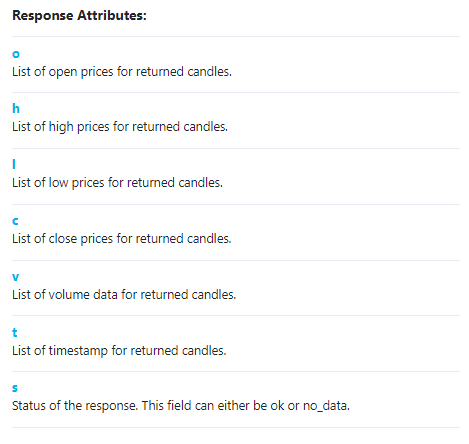 Response Attributes:
o
List of open prices for returned candles.
h
List of high prices for returned candles.
l
List of low prices for returned candles.
c
List of close prices for returned candles.
v
List of volume data for returned candles.
t
List of timestamp for returned candles.
s
Status of the response. This field can either be ok or no_data.